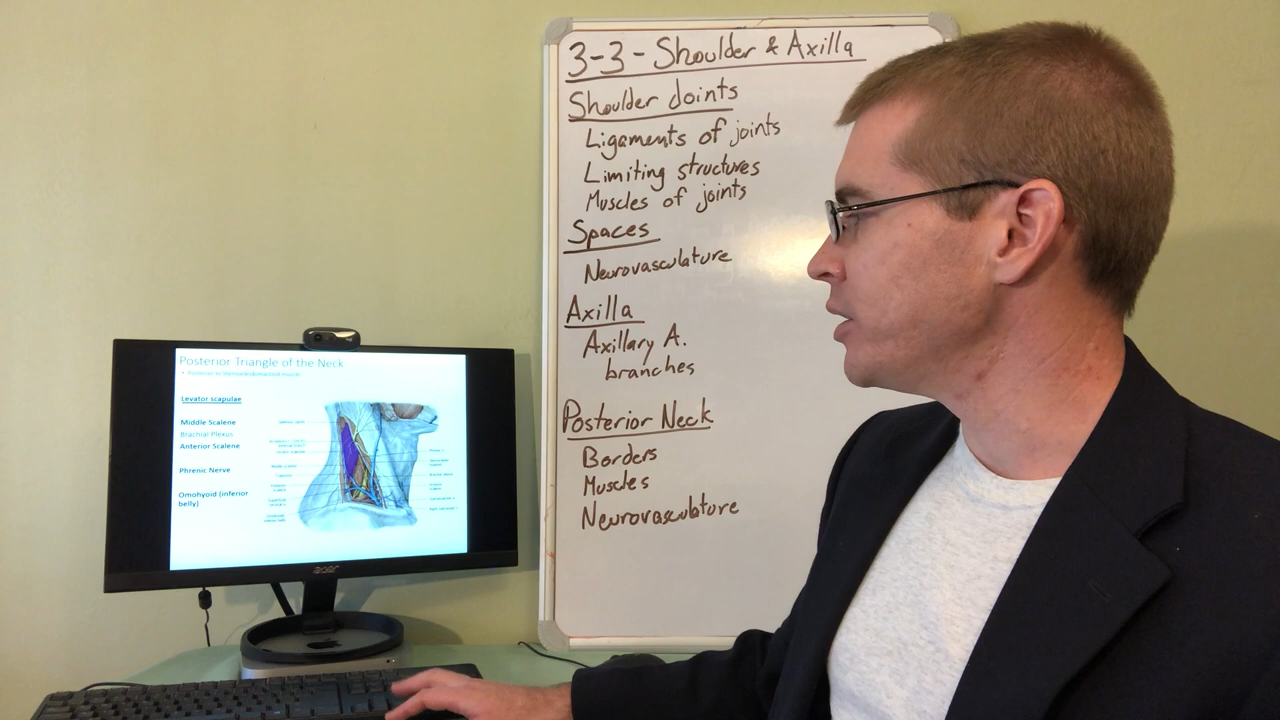 3-3-Shoulder & Axilla
Shoulder Joints
Ligaments of joints
Limiting structures
Muscles of joints
Spaces
Neurovasculature
Axilla
Axillary A.
branches
Posterior Neck
Borders
Muscles
Neurovasculature
Posterior Triangle of the Neck
Levator scapulae
Middle Scalene
Brachial Plexus
Anterior Scalene
Phrenic Nerve
Omohyoid (inferior
belly)
acer